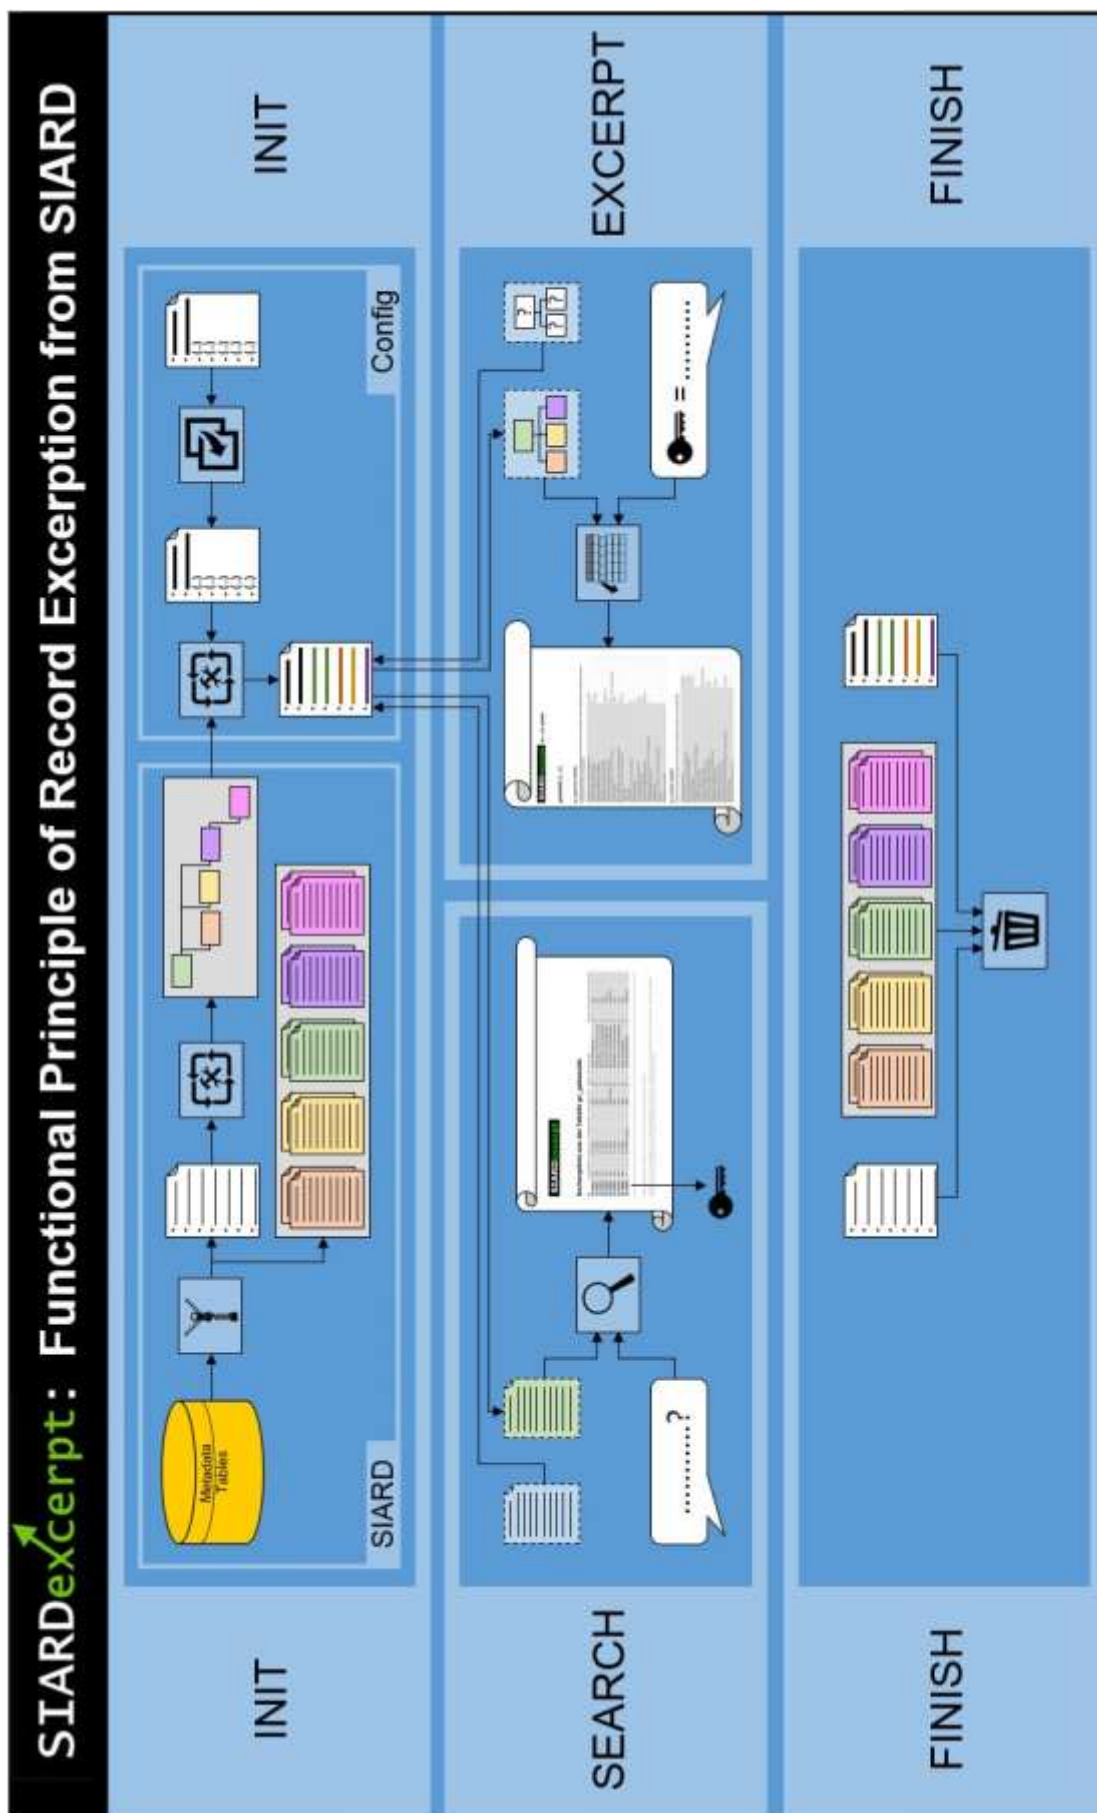 SIARDexcerpt: Functional Principle of Record Excerption from SIARD
INIT
Metadata
Tables
SIARD
Config
INIT
SEARCH
..........?
= ..........
? ? ?
EXCERPT
FINISH
FINISH